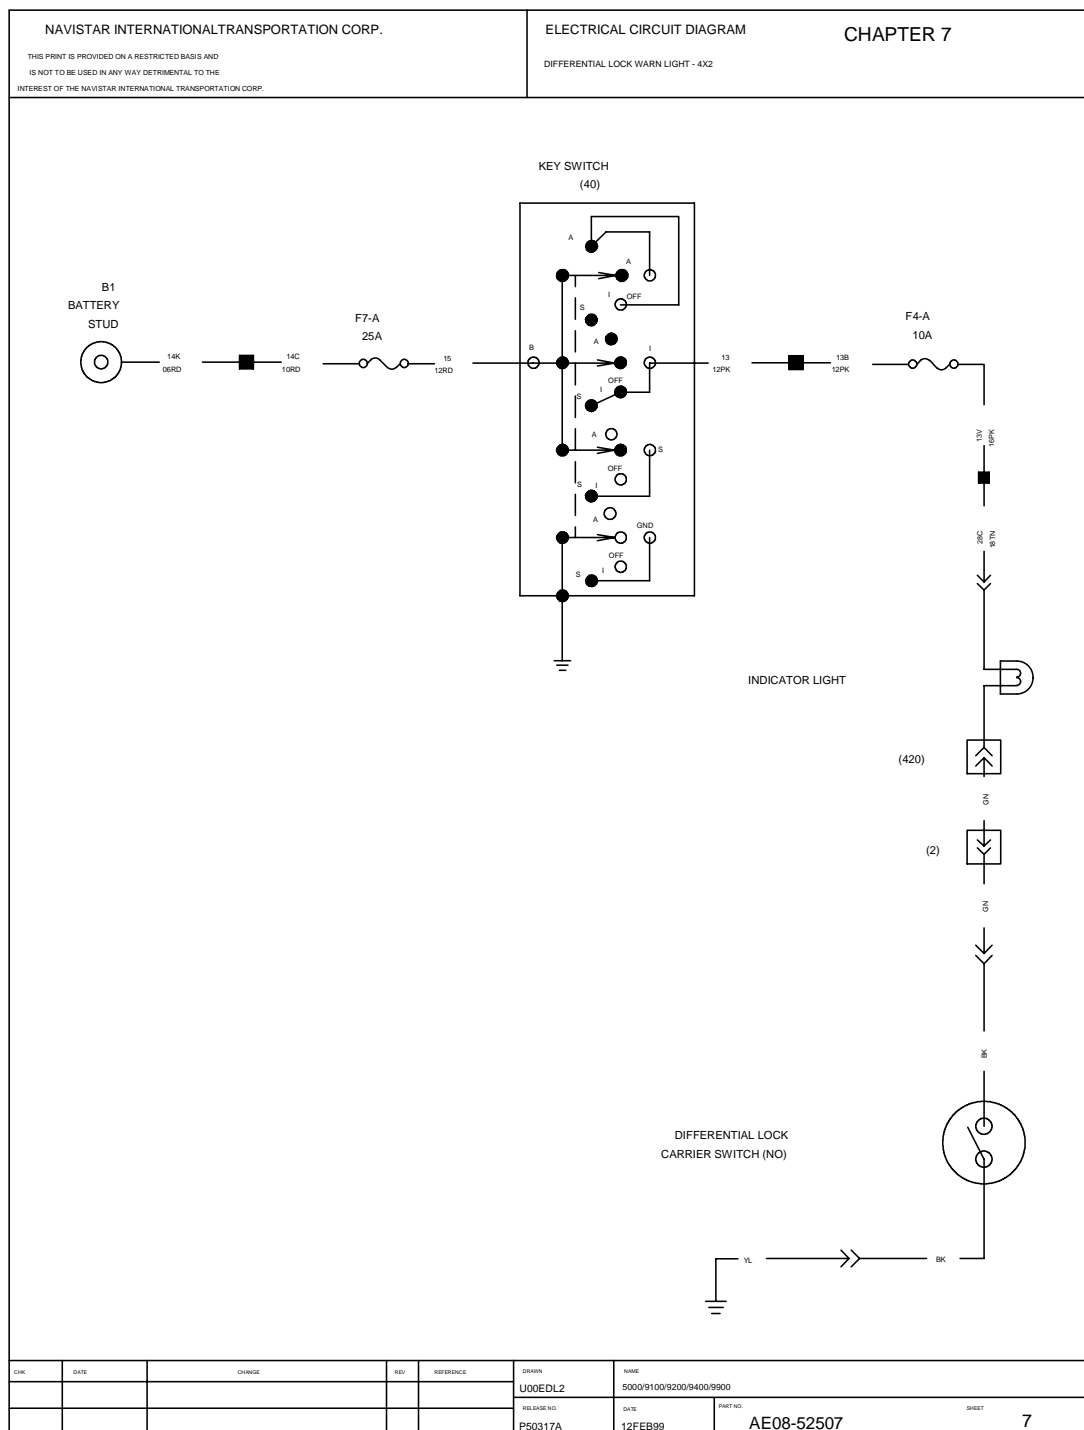 NAVISTAR INTERNATIONALTRANSPORTATION CORP.
THIS PRINT IS PROVIDED ON A RESTRICTED BASIS AND
IS NOT TO BE USED IN ANY WAY DETRIMENTAL TO THE
INTEREST OF THE NAVISTAR INTERNATIONAL TRANSPORTATION CORP.
ELECTRICAL CIRCUIT DIAGRAM
CHAPTER 7
DIFFERENTIAL LOCK WARN LIGHT - 4X2
KEY SWITCH
(40)
A
A
I OFF
S
A
B1
BATTERY
STUD
14K
06RD
14C
10RD
F7-A
25A
15
12RD
B
I
OFF
I
S
A
S
OFF
S I
A
GND
OFF
S I
13
12PK
13B
12PK
F4-A
10A
13V
16PK
28C
18TN
INDICATOR LIGHT
(420)
GN
(2)
GN
BK
DIFFERENTIAL LOCK
CARRIER SWITCH (NO)
YL
BK
CHK DATE CHANGE REV REFERENCE
DRAWN
U00EDL2
NAME
5000/9100/9200/9400/9900
RELEASE NO.
P50317A
DATE
12FEB99
PART NO.
AE08-52507
SHEET
7